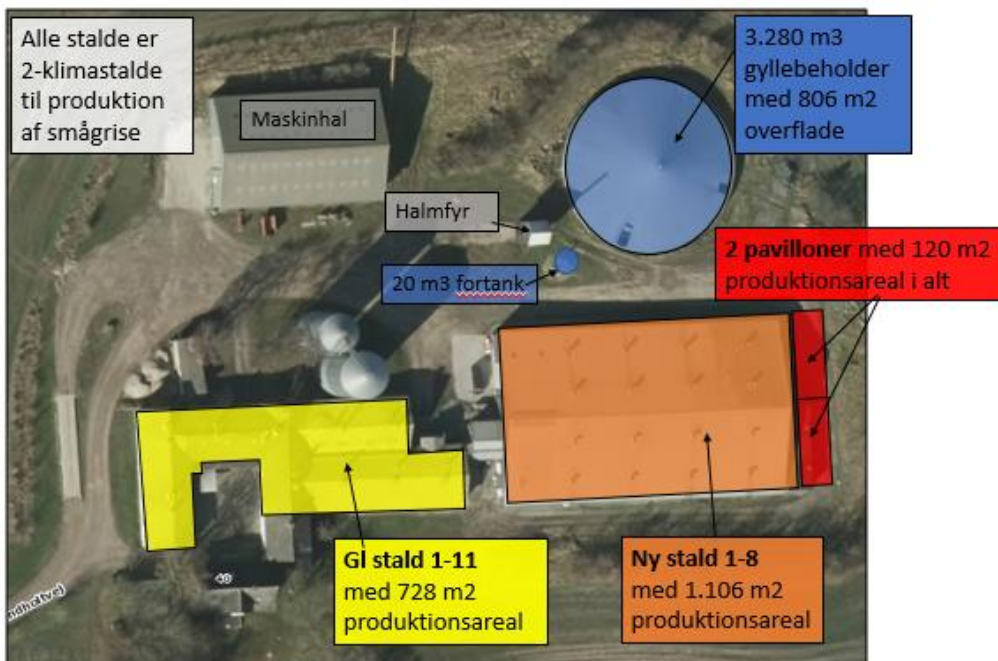 Alle stalde er
2-klimastalde
til produktion
af smågrise
Maskinhal
3.280 m3
gyllebeholder
med 806 m2
overflade
Halmfyr
20 m3 fortank
2 pavilloner med 120 m2
produktionsareal i alt
Gl stald 1-11
med 728 m2
produktionsareal
Ny stald 1-8
med 1.106 m2
produktionsareal
40
ndholtvej